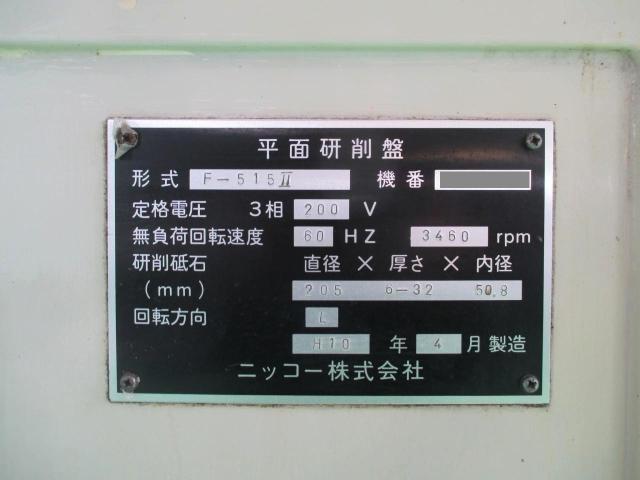 平面研削盤
形式 F-515Ⅱ 機番
定格電圧 3相 200 V
無負荷回転速度 60 HZ 3460 rpm
研削砥石 直径 × 厚さ × 内径
(mm) 205 6-32 50.8
回転方向 L
H10 年 4 月製造
ニッコー株式会社